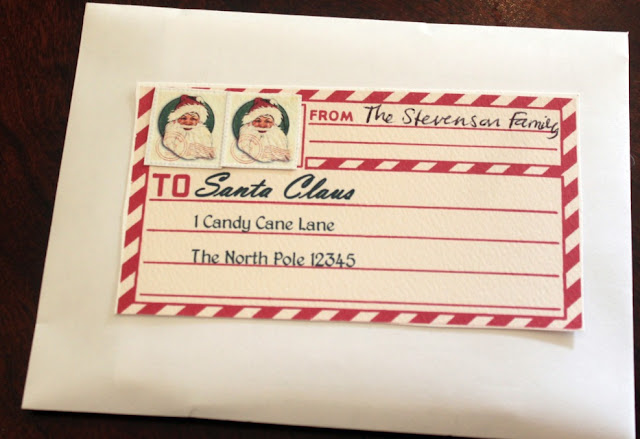 FROM The Stevenson Family
TO Santa Claus
1 Candy Cane Lane
The North Pole 12345